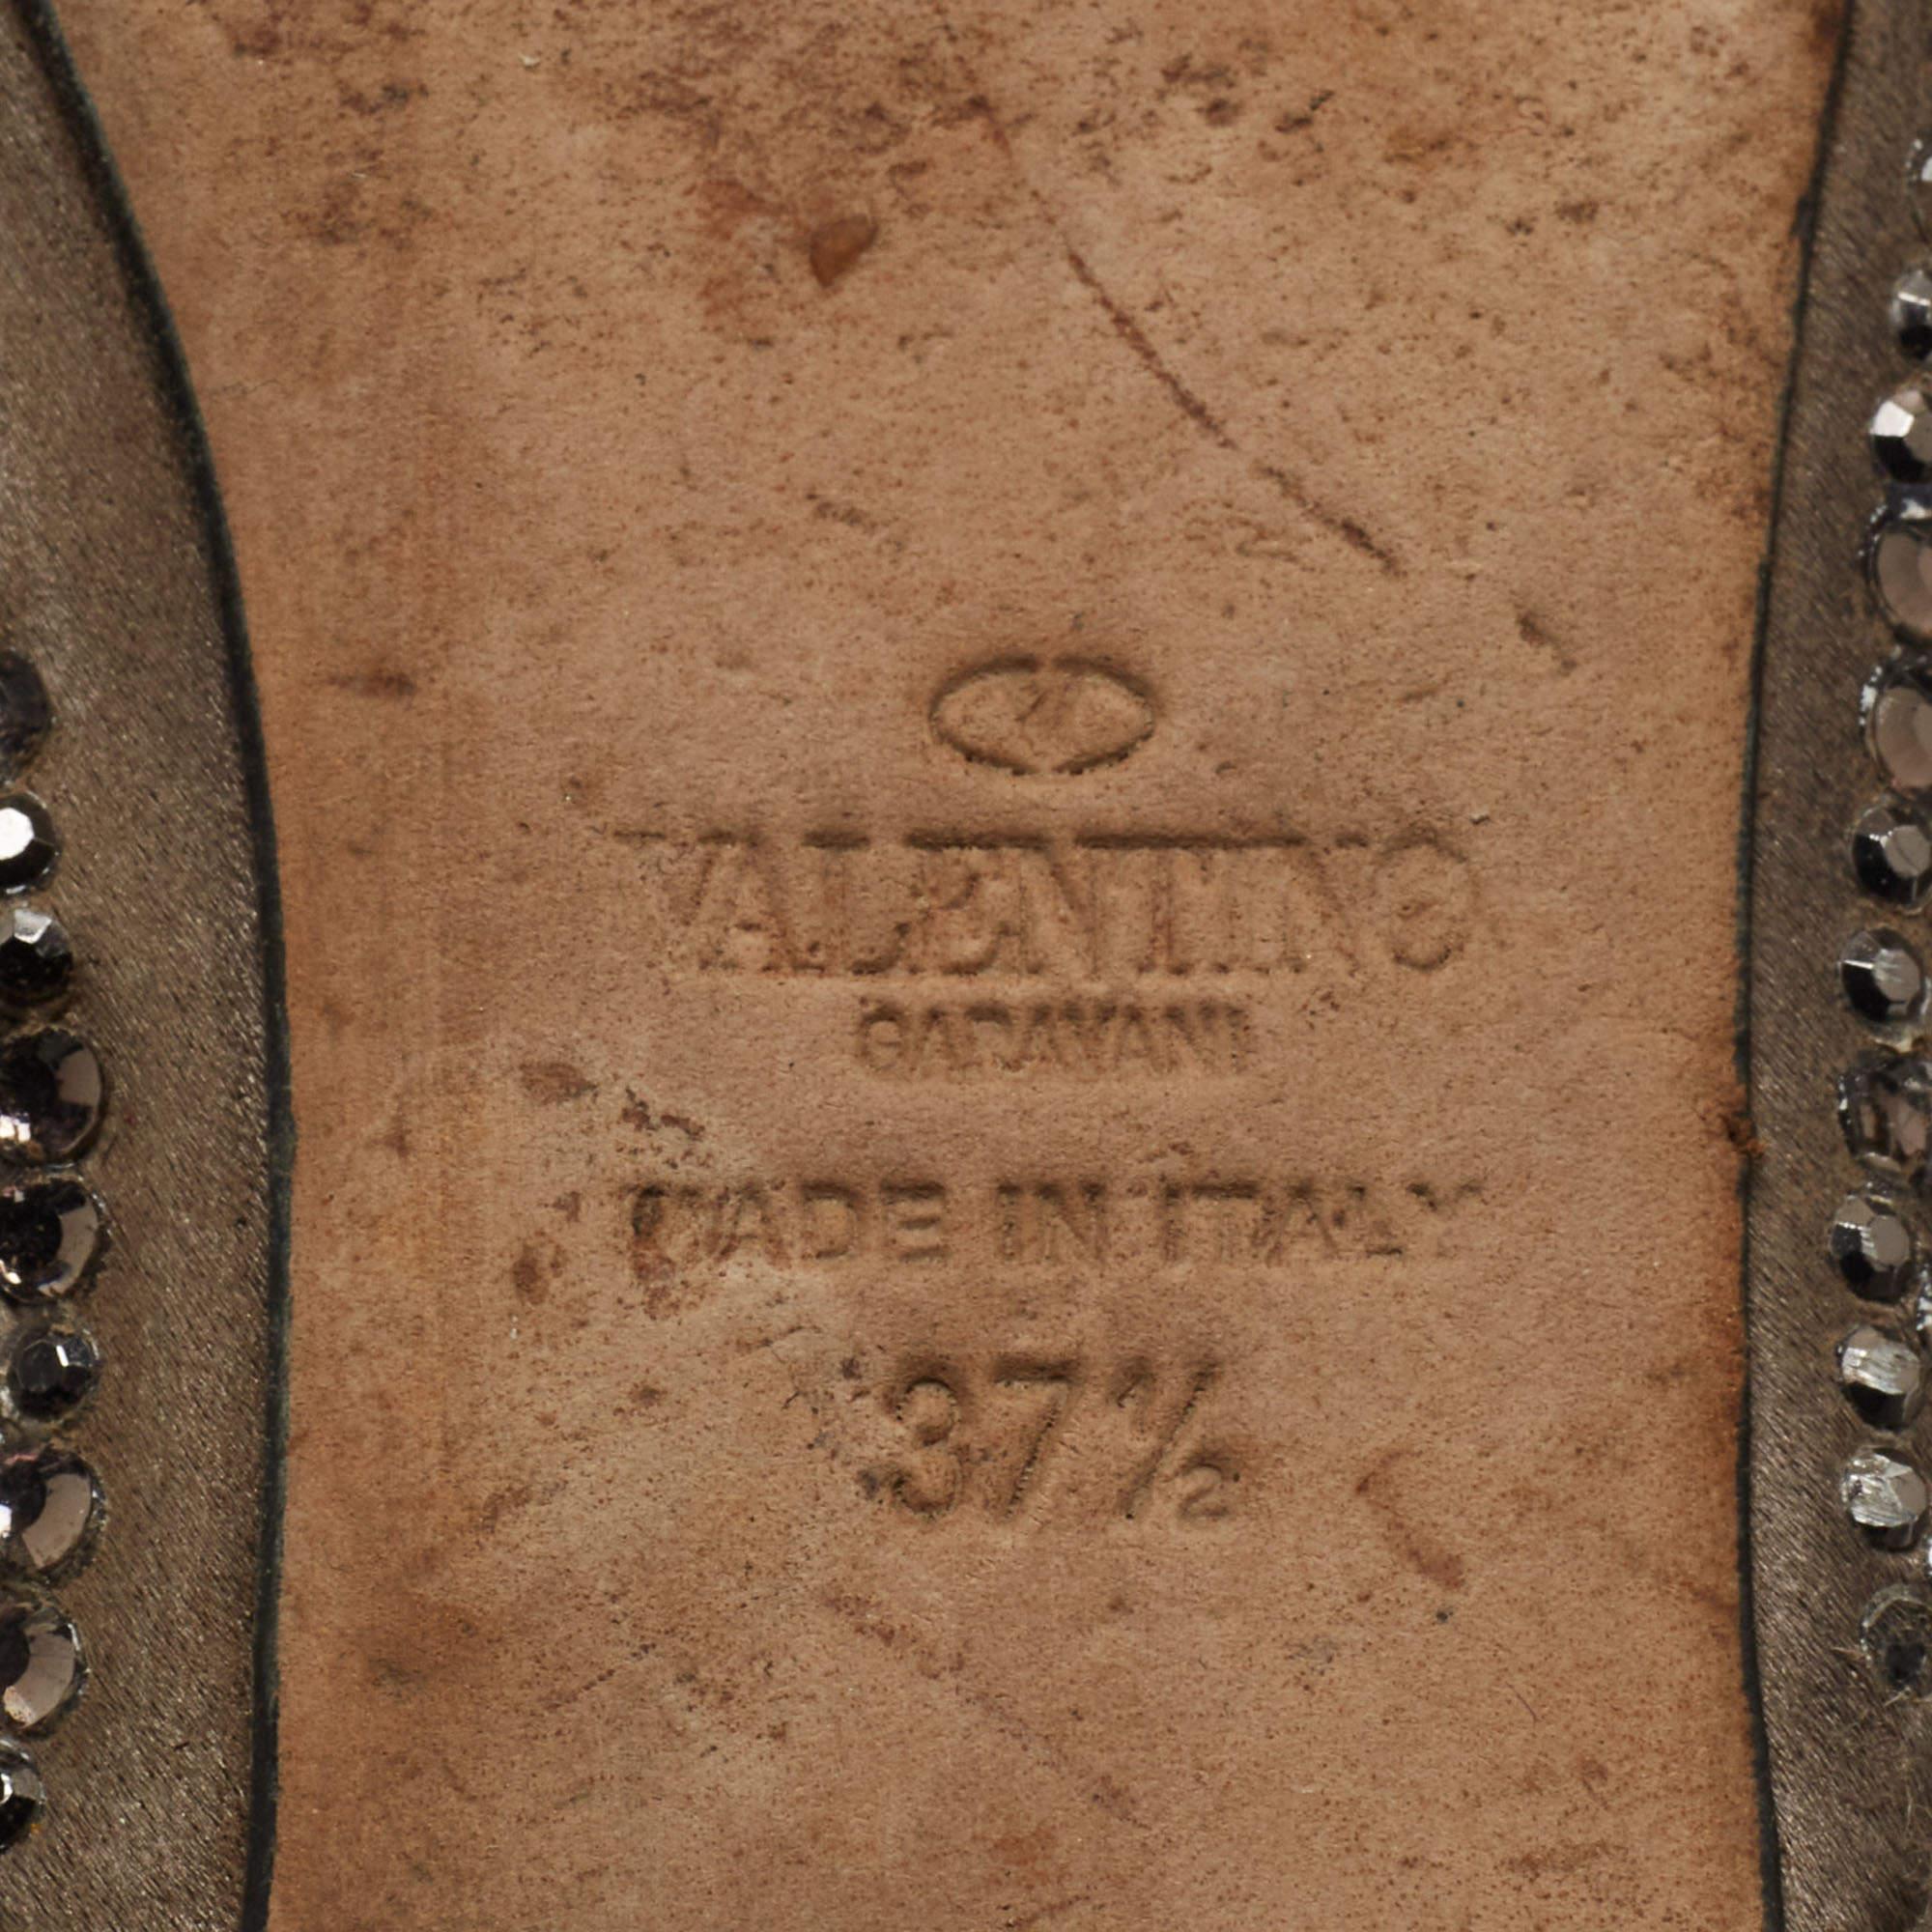 VALENTINO
GARAVANI
MADE IN ITALY
37½